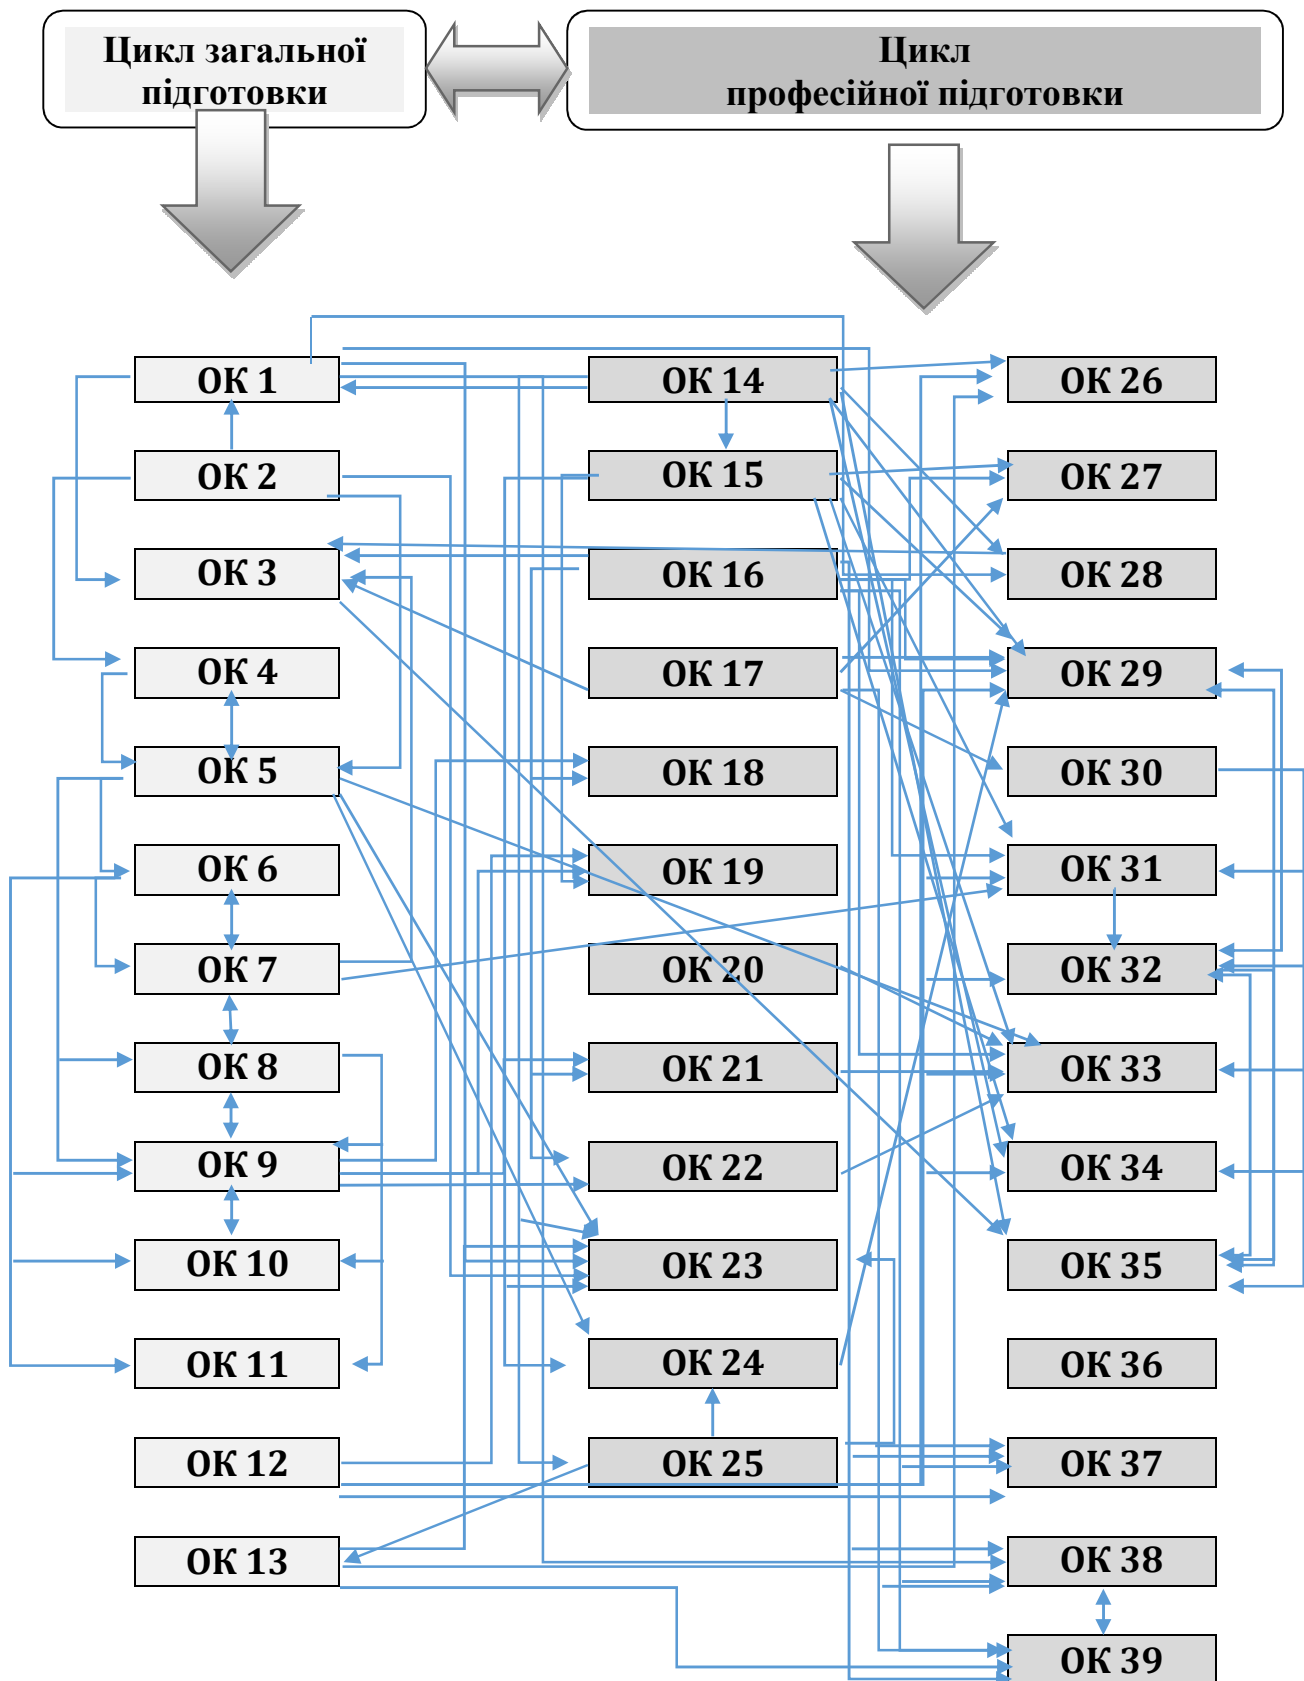 Цикл загальної
підготовки
Цикл
професійної підготовки
ОК 1
ОК 2
ОК 3
ОК 4
ОК 5
ОК 6
ОК 7
ОК 8
ОК 9
ОК 10
ОК 11
ОК 12
ОК 13
ОК 14
ОК 15
ОК 16
ОК 17
ОК 18
ОК 19
ОК 20
ОК 21
ОК 22
ОК 23
ОК 24
ОК 25
ОК 26
ОК 27
ОК 28
ОК 29
ОК 30
ОК 31
ОК 32
ОК 33
ОК 34
ОК 35
ОК 36
ОК 37
ОК 38
ОК 39